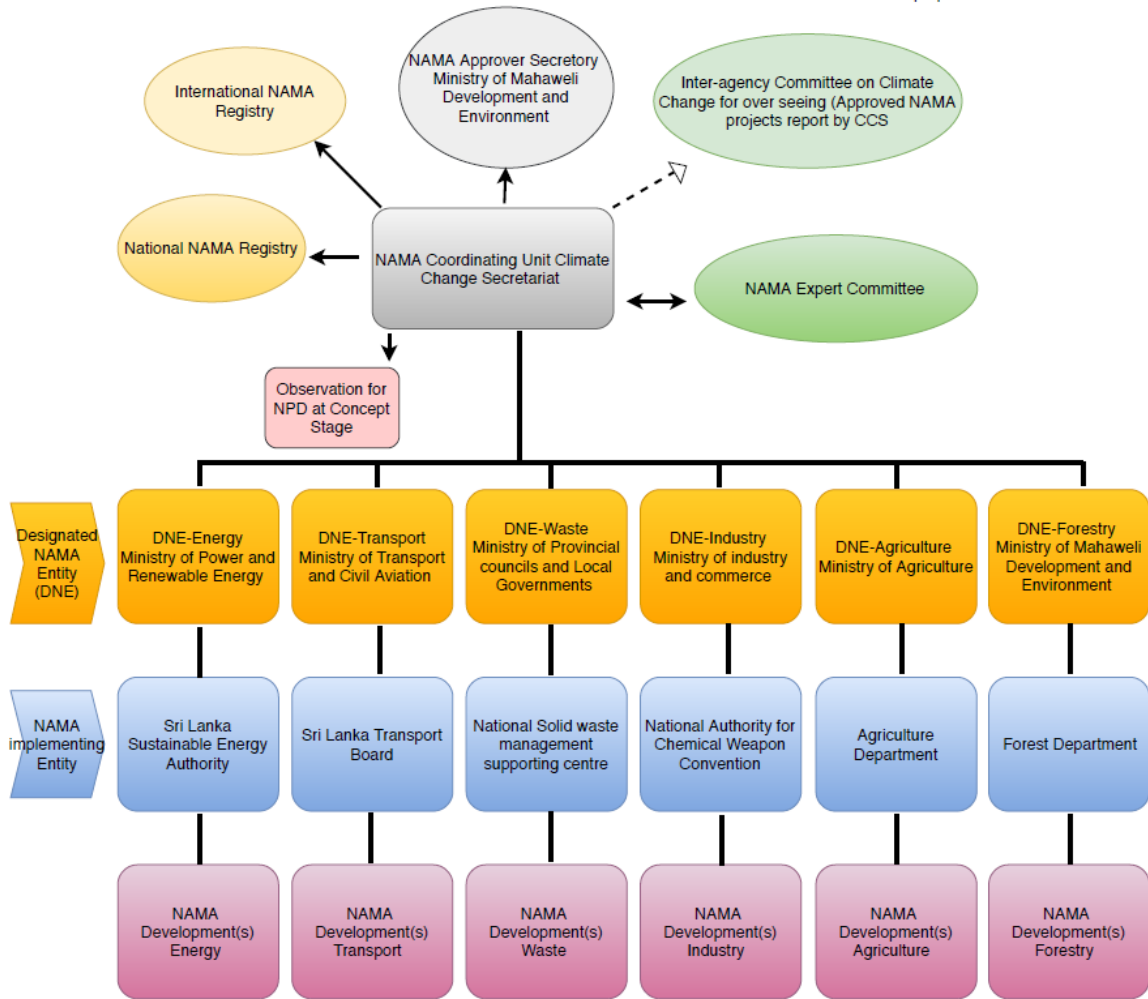 International NAMA
Registry
NAMA Approver Secretory
Ministry of Mahaweli
Development and
Environment
Inter-agency Committee on Climate
Change for over seeing (Approved NAMA
projects report by CCS
National NAMA Registry
NAMA Coordinating Unit Climate
Change Secretariat
NAMA Expert Committee
Observation for
NPD at Concept
Stage
Designated
NAMA
Entity
(DNE)
DNE-Energy
Ministry of Power and
Renewable Energy
DNE-Transport
Ministry of Transport
and Civil Aviation
DNE-Waste
Ministry of Provincial
councils and Local
Governments
DNE-Industry
Ministry of industry
and commerce
DNE-Agriculture
Ministry of Agriculture
DNE-Forestry
Ministry of Mahaweli
Development and
Environment
NAMA
implementing
Entity
Sri Lanka
Sustainable Energy
Authority
Sri Lanka Transport
Board
National Solid waste
management
supporting centre
National Authority for
Chemical Weapon
Convention
Agriculture
Department
Forest Department
NAMA
Development(s)
Energy
NAMA
Development(s)
Transport
NAMA
Development(s)
Waste
NAMA
Development(s)
Industry
NAMA
Development(s)
Agriculture
NAMA
Development(s)
Forestry